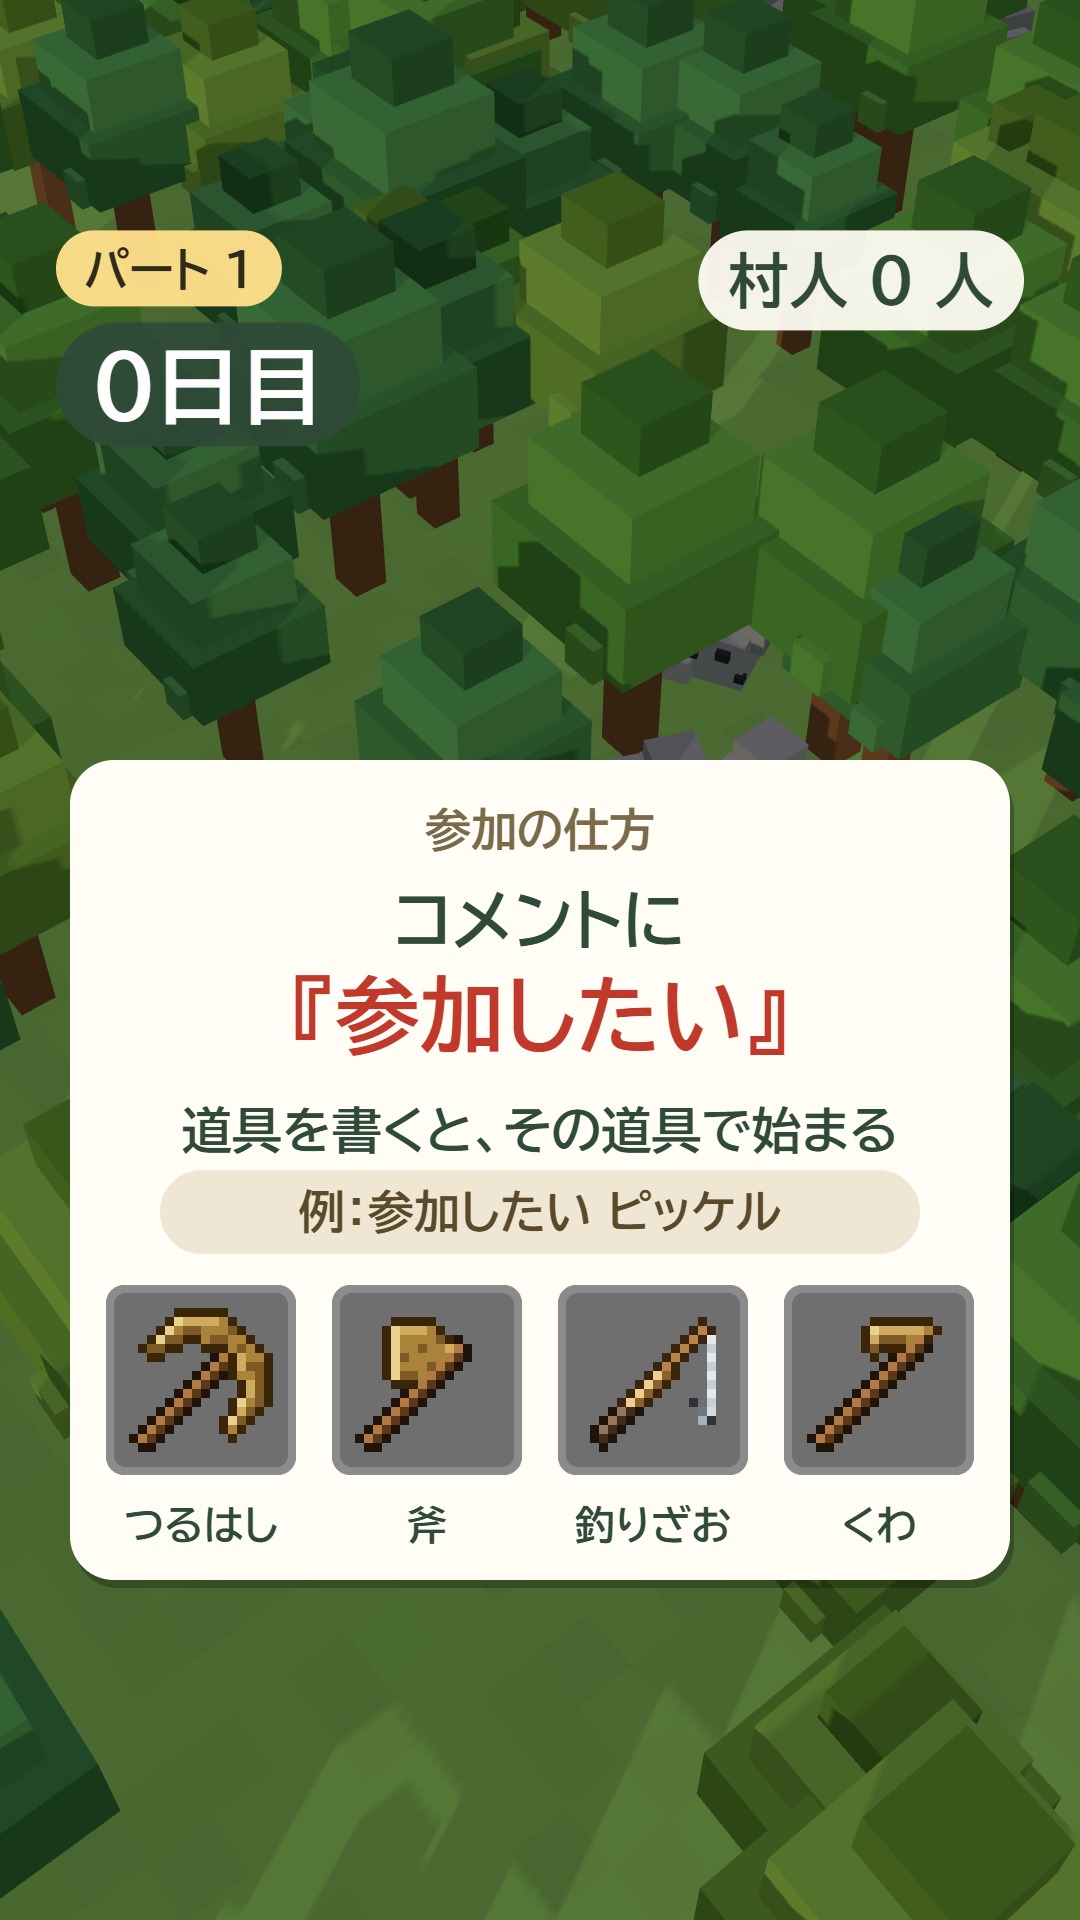 パート 1
村人 0 人
0日目
参加の仕方
コメントに
『参加したい』
道具を書くと、その道具で始まる
例：参加したい ピッケル
つるはし
斧
釣りざお
くわ